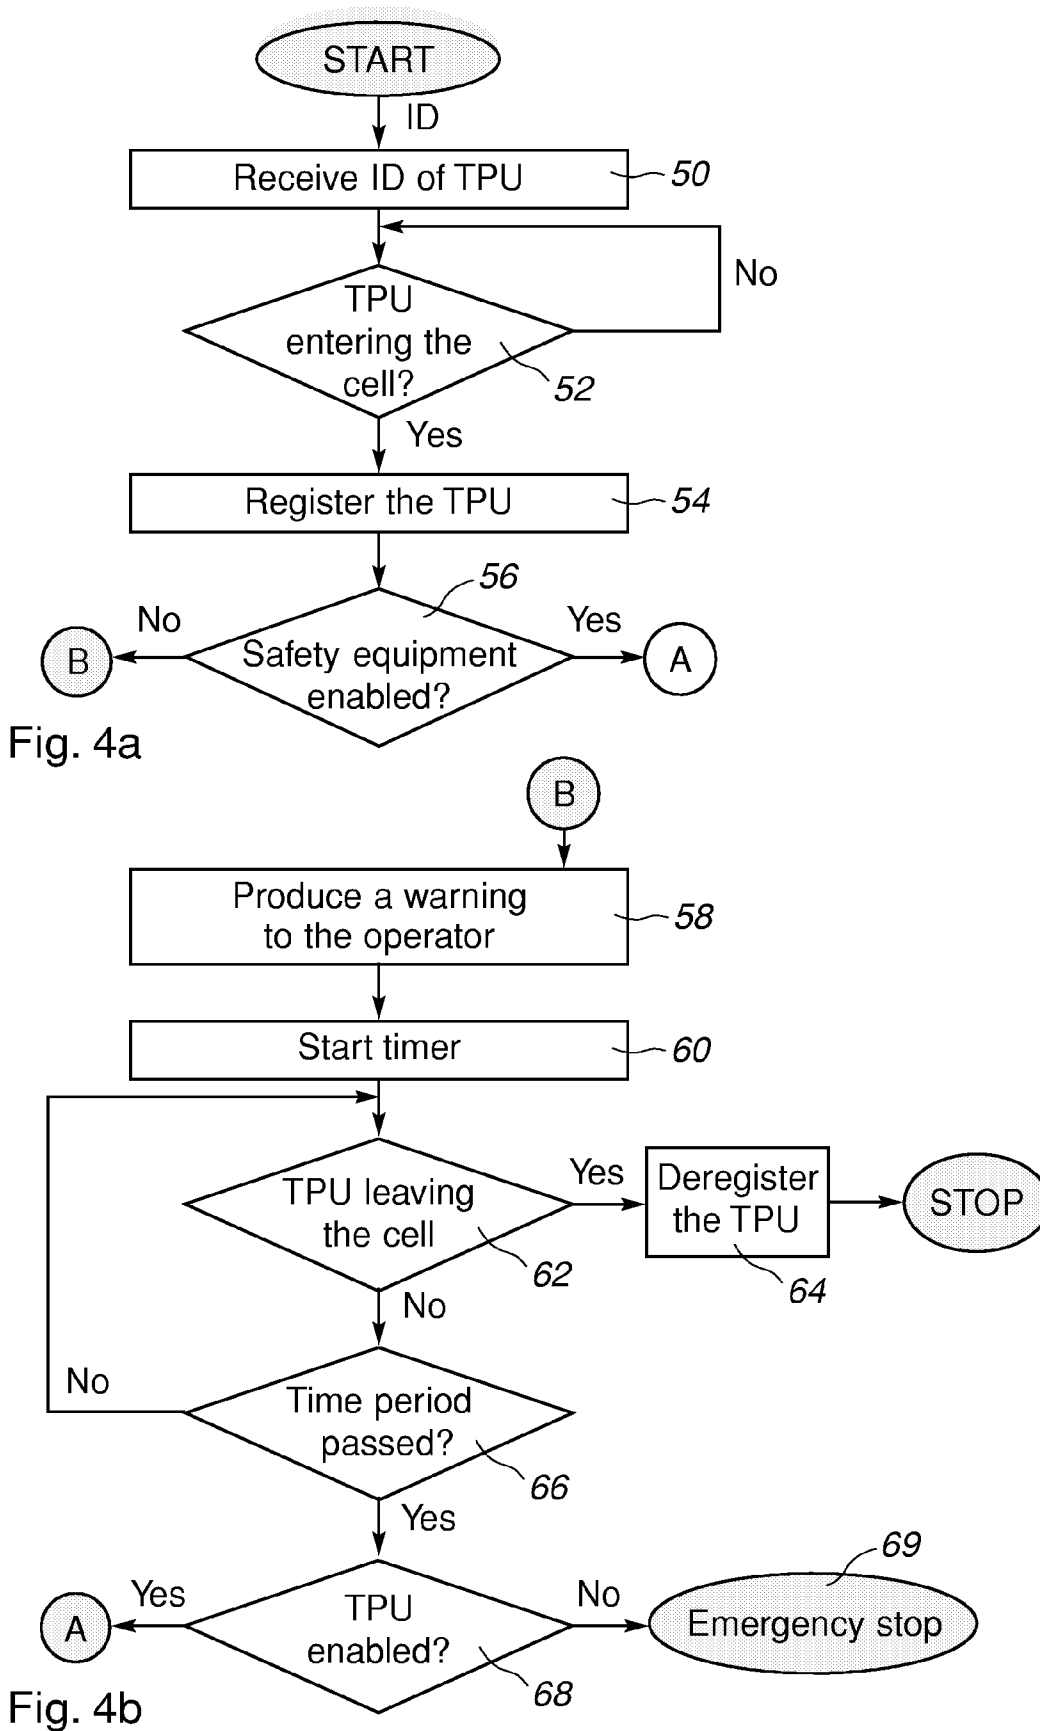 START
ID
Receive ID of TPU
50
No
TPU
entering the
cell?
52
Yes
Register the TPU
54
56
No
Yes
B
Safety equipment
enabled?
A
Fig. 4a
B
Produce a warning
to the operator
58
Start timer
60
TPU leaving
the cell
62
Yes
Deregister
the TPU
64
STOP
No
No
Time period
passed?
66
Yes
69
Yes
No
A
TPU
enabled?
68
Emergency stop
Fig. 4b